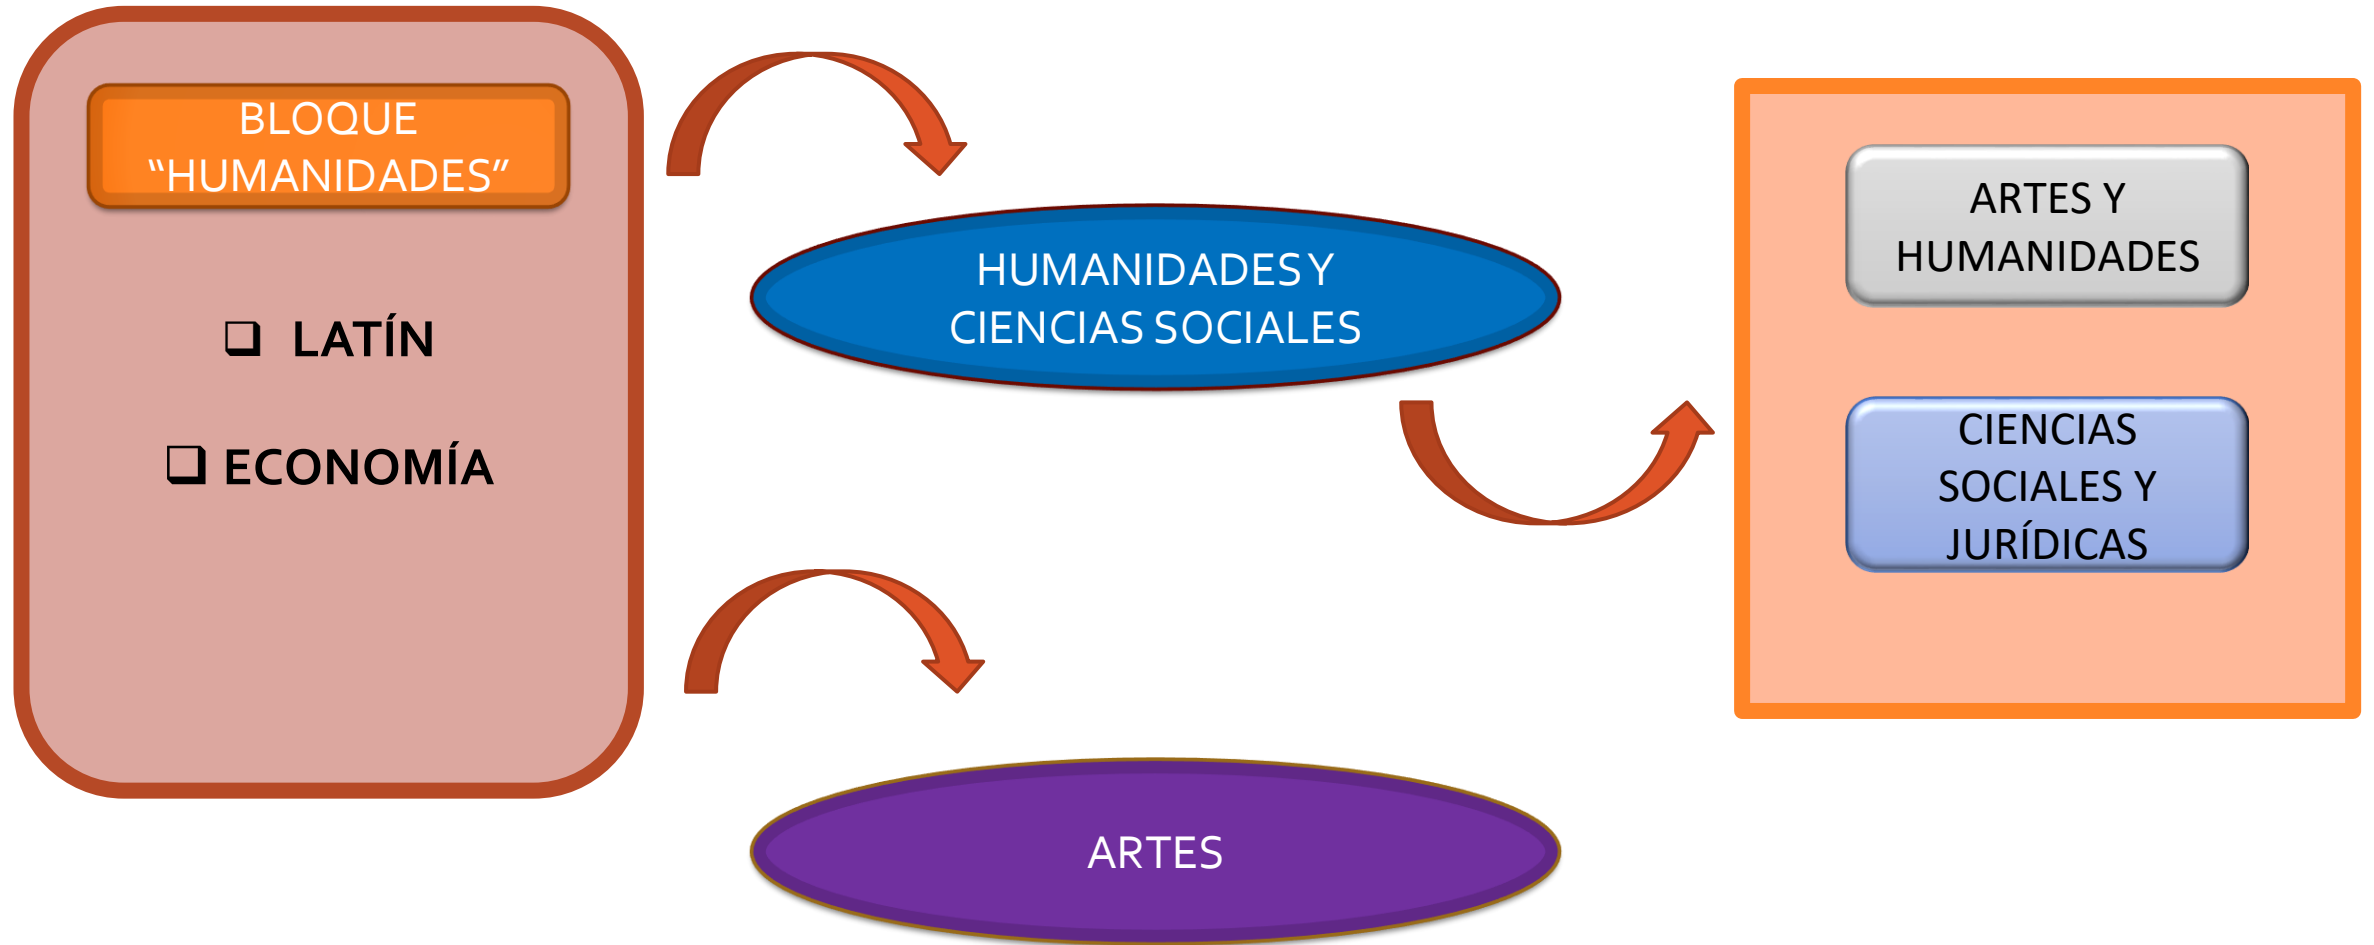 BLOQUE
“HUMANIDADES”
❑ LATÍN
❑ ECONOMÍA
HUMANIDADES Y
CIENCIAS SOCIALES
ARTES
ARTES Y
HUMANIDADES
CIENCIAS
SOCIALES Y
JURÍDICAS